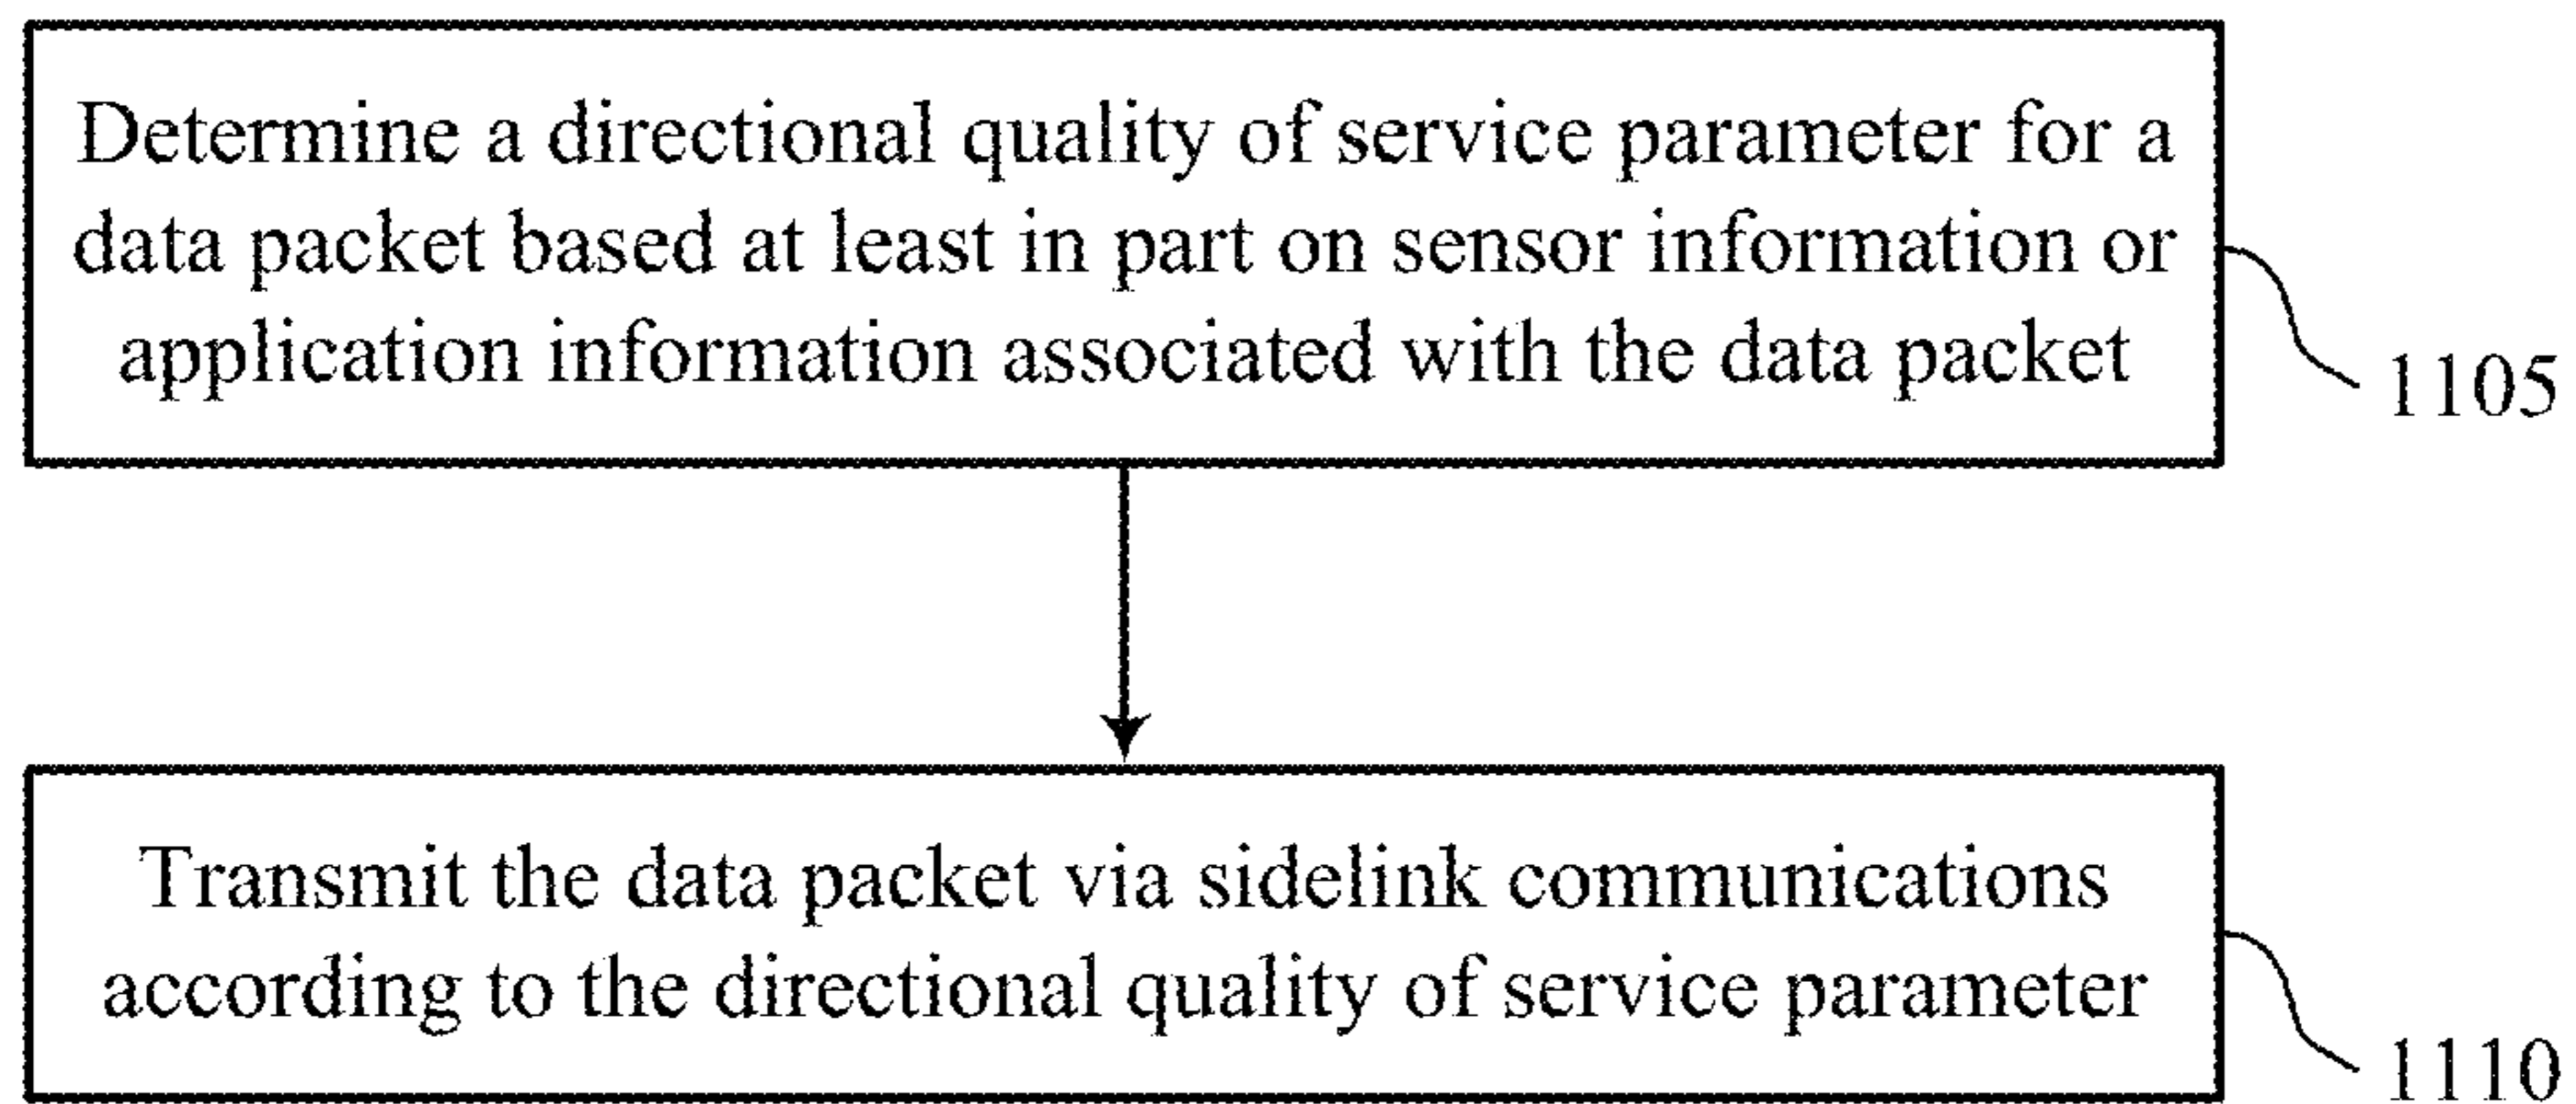 Determine a directional quality of service parameter for a
data packet based at least in part on sensor information or
application information associated with the data packet
1105
Transmit the data packet via sidelink communications
according to the directional quality of service parameter
1110